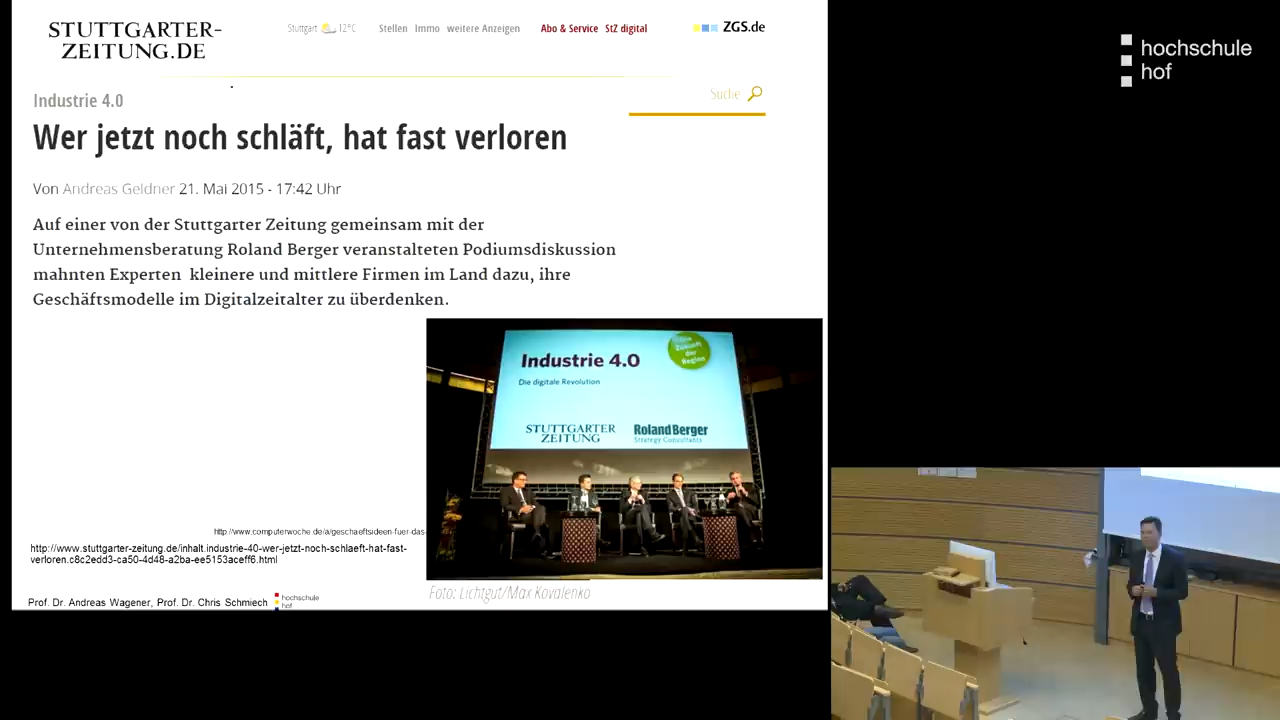 STUTTGARTER-
ZEITUNG.DE
Stuttgart 12°C
Stellen Immo weitere Anzeigen
Abo & Service StZ digital
ZGS.de
hochschule
hof
Suche
Industrie 4.0
Wer jetzt noch schläft, hat fast verloren
Von Andreas Geldner 21. Mai 2015 - 17:42 Uhr
Auf einer von der Stuttgarter Zeitung gemeinsam mit der
Unternehmensberatung Roland Berger veranstalteten Podiumsdiskussion
mahnten Experten kleinere und mittlere Firmen im Land dazu, ihre
Geschäftsmodelle im Digitalzeitalter zu überdenken.
Industrie 4.0
Die Zukunft der Region
Die digitale Revolution
STUTTGARTER
ZEITUNG
Roland Berger
Strategy Consultants
http://www.computerwoche.de/a/geschaeftsideen-fuer-das-
http://www.stuttgarter-zeitung.de/inhalt.industrie-40-wer-jetzt-noch-schlaeft-hat-fast-
verloren.c8c2edd3-ca50-4d48-a2ba-ee5153aceff6.html
Foto: Lichtgut/Max Kovalenko
Prof. Dr. Andreas Wagener, Prof. Dr. Chris Schmiech
hochschule
hof